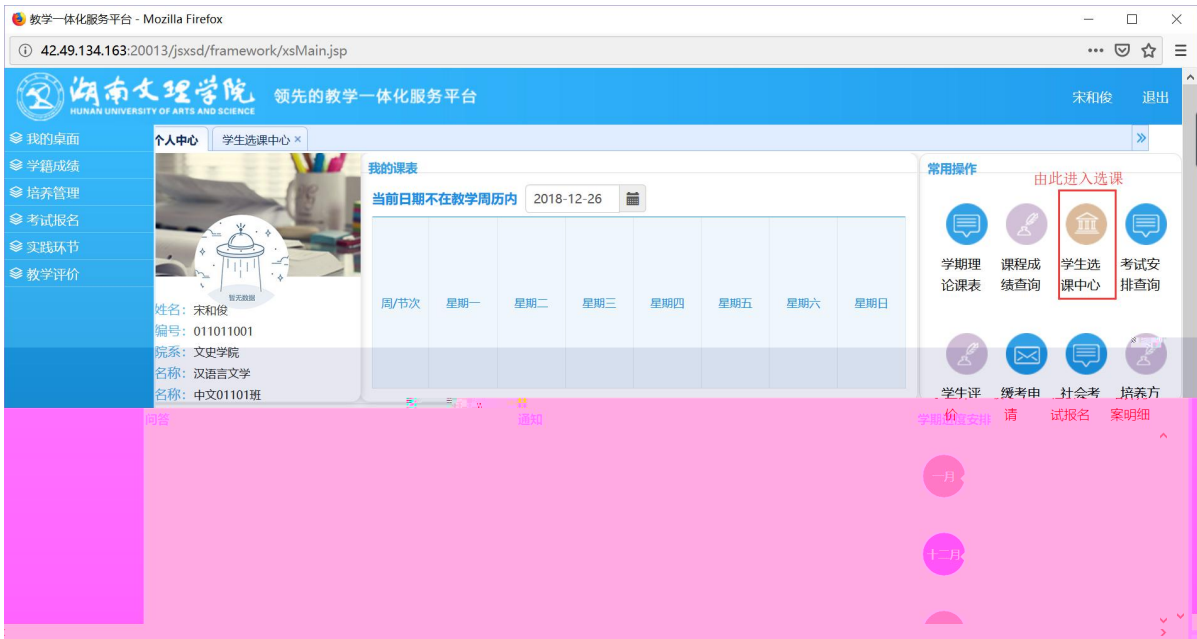 教学一体化服务平台 - Mozilla Firefox
42.49.134.163:20013/jsxsd/framework/xsMain.jsp
湖南文理学院
HUNAN UNIVERSITY OF ARTS AND SCIENCE
领先的教学一体化服务平台
宋和俊 退出
我的桌面
学籍成绩
培养管理
考试报名
实践环节
教学评价
个人中心 学生选课中心 ×
暂无数据
姓名：宋和俊
编号：011011001
院系：文史学院
名称：汉语言文学
名称：中文01101班
我的课表
当前日期不在教学周历内 2018-12-26
周/节次 星期一 星期二 星期三 星期四 星期五 星期六 星期日
常用操作
由此进入选课
学期理论课表
课程成绩查询
学生选课中心
考试安排查询
学生评价
缓考申请
社会考试报名
培养方案明细
问答
通知
学期进度安排
一月
十二月